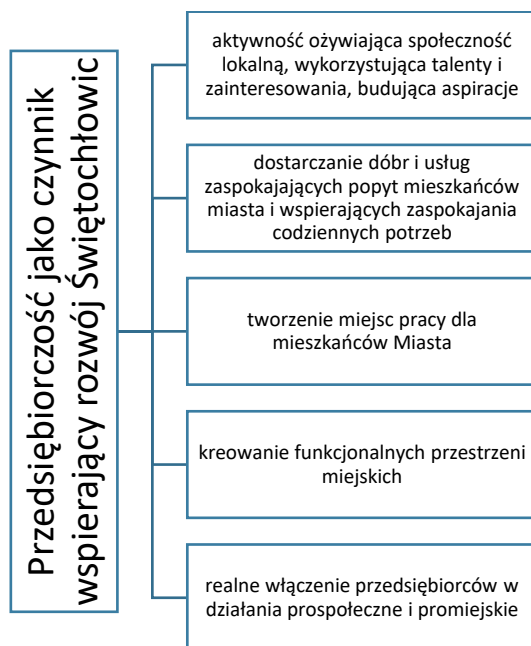 Przedsiębiorczość jako czynnik
wspierający rozwój Świętochłowic
aktywność ożywiająca społeczność
lokalną, wykorzystująca talenty i
zainteresowania, budująca aspiracje
dostarczanie dóbr i usług
zaspokajających popyt mieszkańców
miasta i wspierających zaspokajania
codziennych potrzeb
tworzenie miejsc pracy dla
mieszkańców Miasta
kreowanie funkcjonalnych przestrzeni
miejskich
realne włączenie przedsiębiorców w
działania prospołeczne i promiejskie